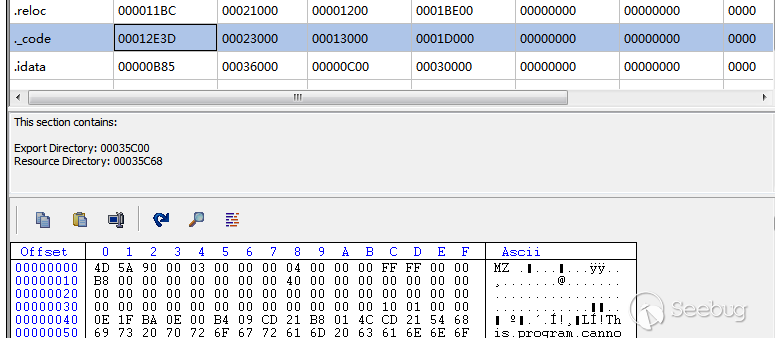 .reloc 000011BC 00021000 00001200 0001BE00 00000000 00000000 0000
._code 00012E3D 00023000 00013000 0001D000 00000000 00000000 0000
.idata 00000B85 00036000 00000C00 00030000 00000000 00000000 0000
This section contains:
Export Directory: 00035C00
Resource Directory: 00035C68
Offset 0 1 2 3 4 5 6 7 8 9 A B C D E F Ascii
00000000 4D 5A 90 00 03 00 00 00 04 00 00 00 FF FF 00 00 MZ ▮...▮...ÿÿ..
00000010 B8 00 00 00 00 00 00 00 40 00 00 00 00 00 00 00 ¸.......@.......
00000020 00 00 00 00 00 00 00 00 00 00 00 00 00 00 00 00 ................
00000030 00 00 00 00 00 00 00 00 00 00 00 00 10 01 00 00 ............▮▮..
00000040 0E 1F BA 0E 00 B4 09 CD 21 B8 01 4C CD 21 54 68 ▮ º▮.´.Í!¸▮LÍ!Th
00000050 69 73 20 70 72 6F 67 72 61 6D 20 63 61 6E 6E 6F is.program.canno
Seebug